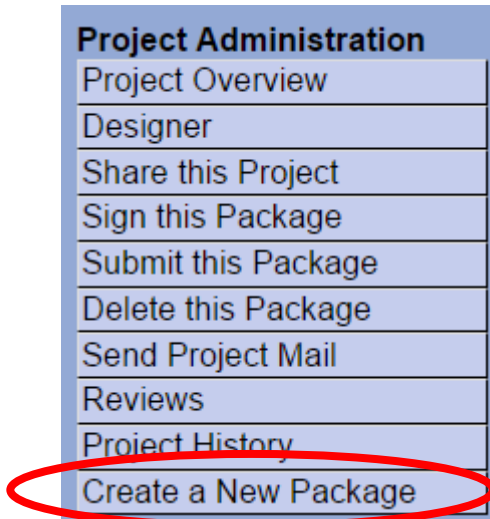 Project Administration
Project Overview
Designer
Share this Project
Sign this Package
Submit this Package
Delete this Package
Send Project Mail
Reviews
Project History
Create a New Package